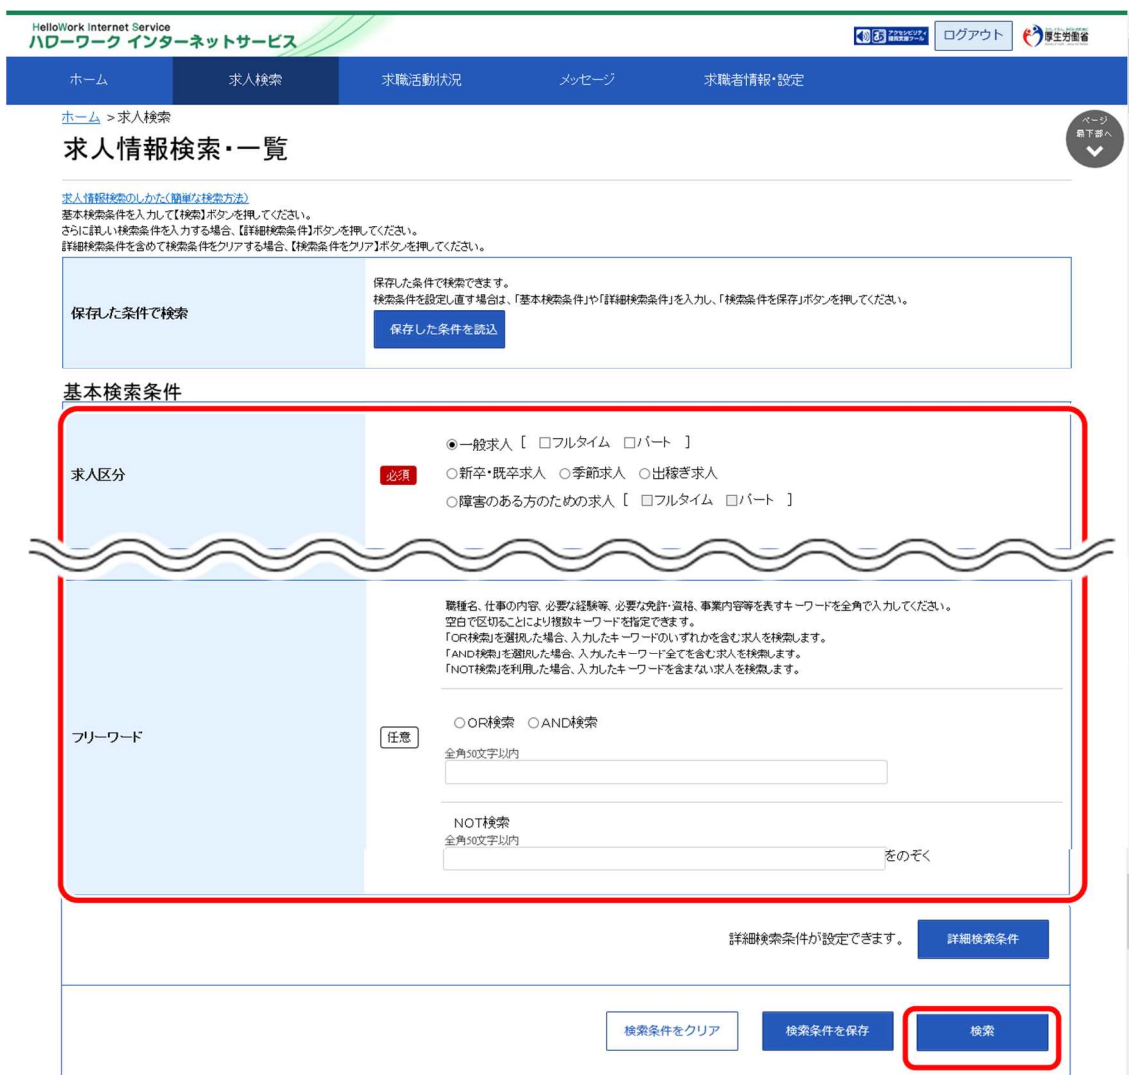 HelloWork Internet Service
ハローワーク インターネットサービス
アクセシビリティ
閲覧支援ツール
ログアウト
厚生労働省
ホーム
求人検索
求職活動状況
メッセージ
求職者情報・設定
ホーム >求人検索
ページ
最下部へ
求人情報検索・一覧
求人情報検索のしかた(簡単な検索方法)
基本検索条件を入力して【検索】ボタンを押してください。
さらに詳しい検索条件を入力する場合、【詳細検索条件】ボタンを押してください。
詳細検索条件を含めて検索条件をクリアする場合、【検索条件をクリア】ボタンを押してください。
保存した条件で検索
保存した条件で検索できます。
検索条件を設定し直す場合は、「基本検索条件」や「詳細検索条件」を入力し、「検索条件を保存」ボタンを押してください。
保存した条件を読込
基本検索条件
求人区分
必須
一般求人 [ フルタイム パート ]
新卒・既卒求人 季節求人 出稼ぎ求人
障害のある方のための求人 [ フルタイム パート ]
職種名、仕事の内容、必要な経験等、必要な免許・資格、事業内容等を表すキーワードを全角で入力してください。
空白で区切ることにより複数キーワードを指定できます。
「OR検索」を選択した場合、入力したキーワードのいずれかを含む求人を検索します。
「AND検索」を選択した場合、入力したキーワード全てを含む求人を検索します。
「NOT検索」を利用した場合、入力したキーワードを含まない求人を検索します。
フリーワード
任意
OR検索 AND検索
全角50文字以内
NOT検索
全角50文字以内
をのぞく
詳細検索条件が設定できます。
詳細検索条件
検索条件をクリア
検索条件を保存
検索